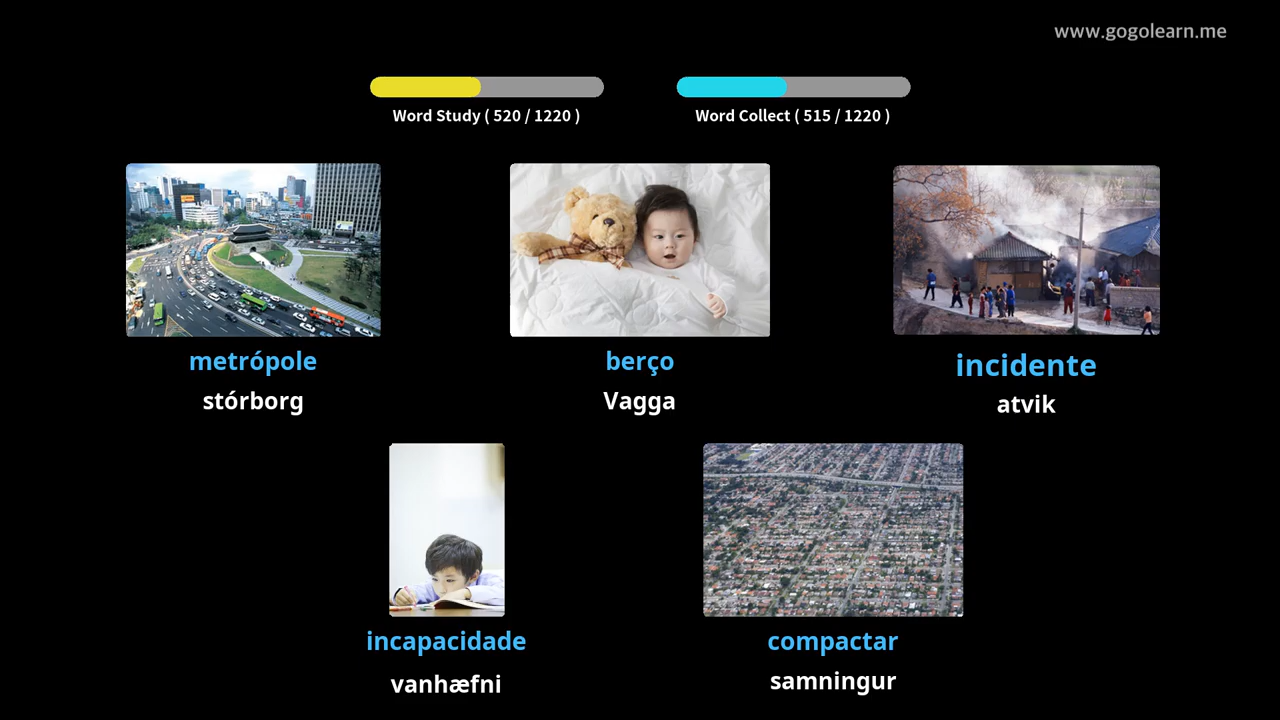 www.gogolearn.me
Word Study ( 520 / 1220 )
Word Collect ( 515 / 1220 )
metrópole
stórborg
berço
Vagga
incidente
atvik
incapacidade
vanhæfni
compactar
samningur